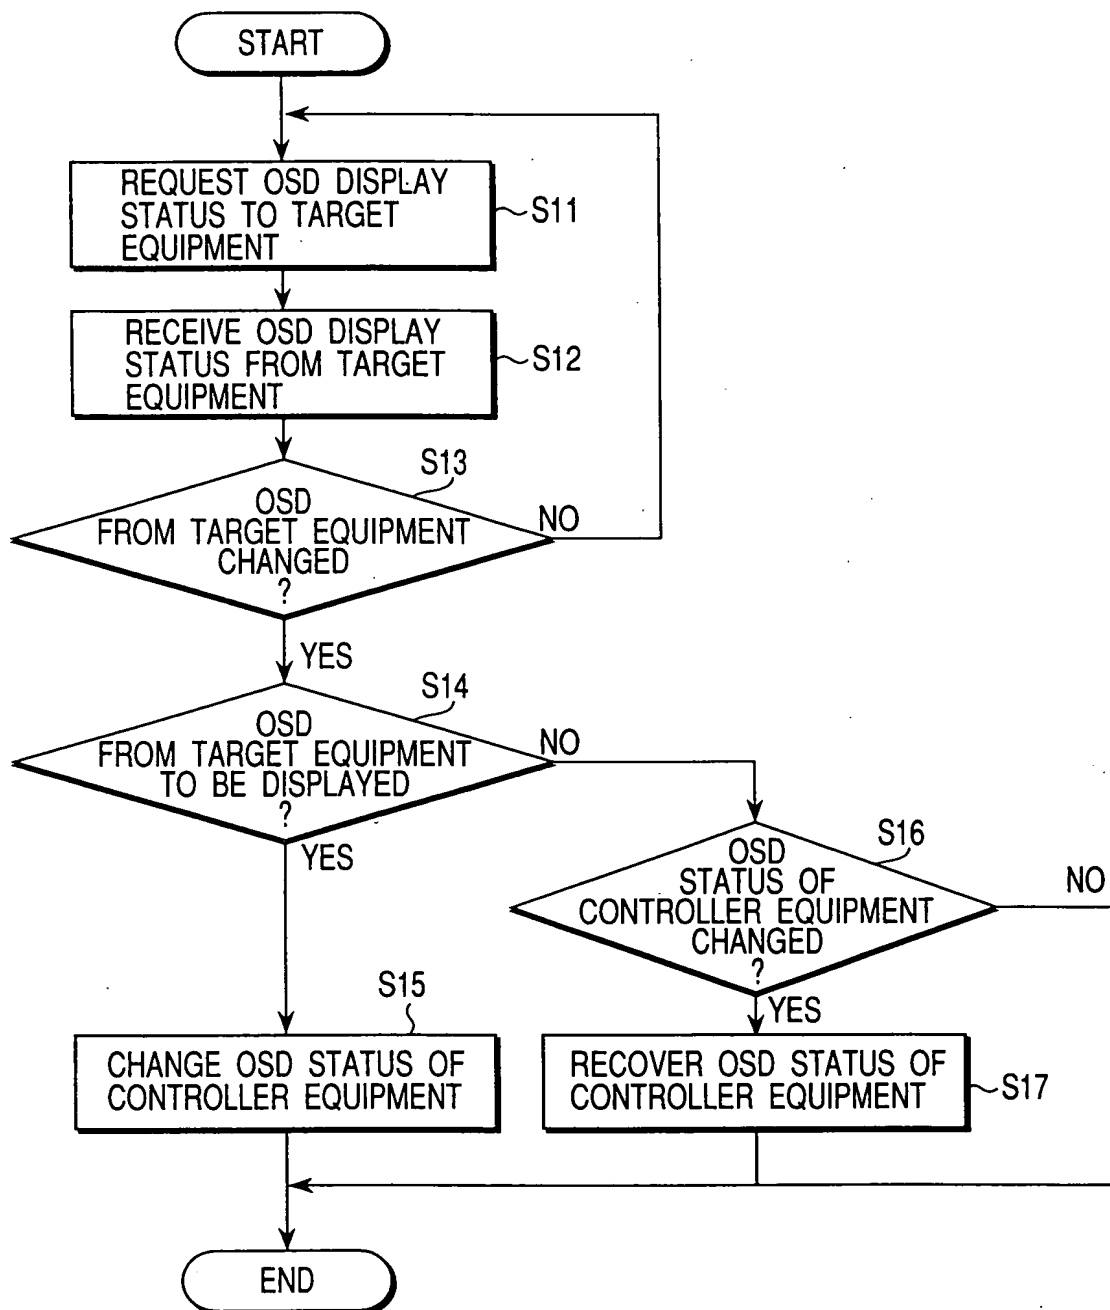 START
REQUEST OSD DISPLAY
STATUS TO TARGET
EQUIPMENT
S11
RECEIVE OSD DISPLAY
STATUS FROM TARGET
EQUIPMENT
S12
S13
OSD
FROM TARGET EQUIPMENT
CHANGED
?
NO
YES
S14
OSD
FROM TARGET EQUIPMENT
TO BE DISPLAYED
?
NO
YES
S16
OSD
STATUS OF
CONTROLLER EQUIPMENT
CHANGED
?
NO
YES
S15
CHANGE OSD STATUS OF
CONTROLLER EQUIPMENT
RECOVER OSD STATUS OF
CONTROLLER EQUIPMENT
S17
END